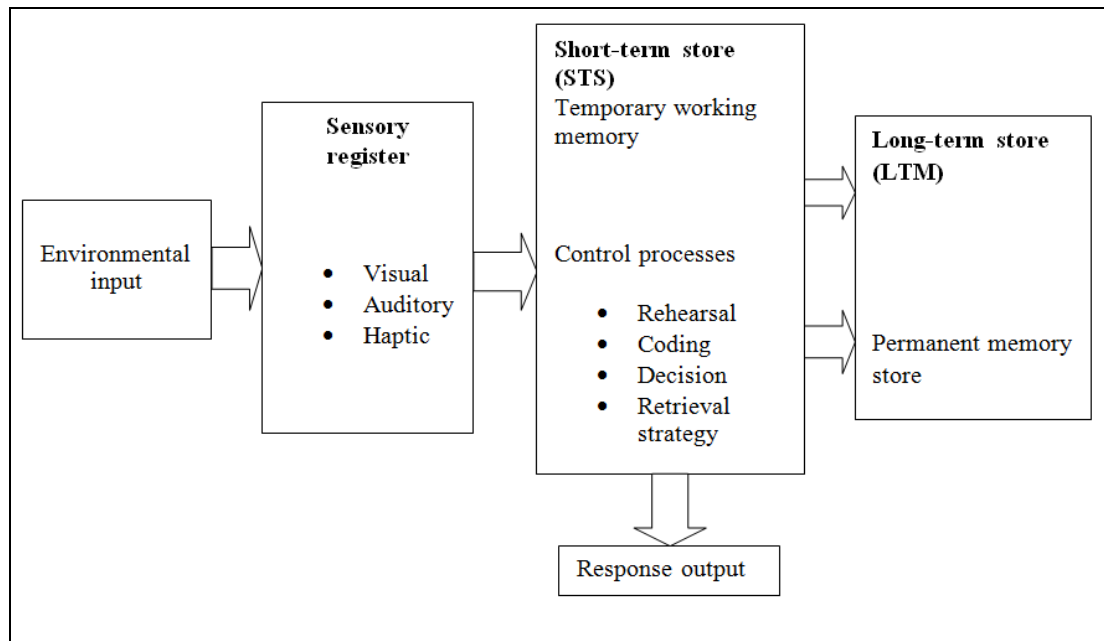 Environmental
input
Sensory
register
• Visual
• Auditory
• Haptic
Short-term store
(STS)
Temporary working
memory
Control processes
• Rehearsal
• Coding
• Decision
• Retrieval
strategy
Long-term store
(LTM)
Permanent memory
store
Response output